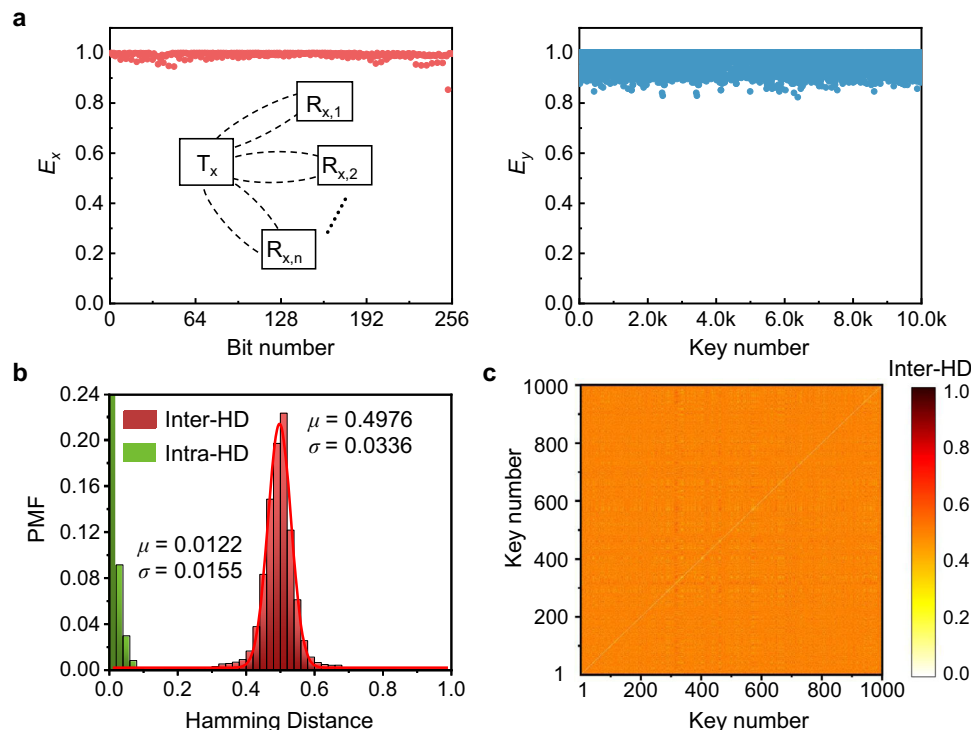 a
E_x
1.0
0.8
0.6
0.4
0.2
0.0
T_x
R_x,1
R_x,2
R_x,n
0 64 128 192 256
Bit number
E_y
1.0
0.8
0.6
0.4
0.2
0.0
0.0 2.0k 4.0k 6.0k 8.0k 10.0k
Key number
b
PMF
0.24
0.20
0.16
0.12
0.08
0.04
0.00
Inter-HD
Intra-HD
μ = 0.4976
σ = 0.0336
μ = 0.0122
σ = 0.0155
0.0 0.2 0.4 0.6 0.8 1.0
Hamming Distance
c
Key number
1000
800
600
400
200
1
1 200 400 600 800 1000
Key number
Inter-HD
1.0
0.8
0.6
0.4
0.2
0.0